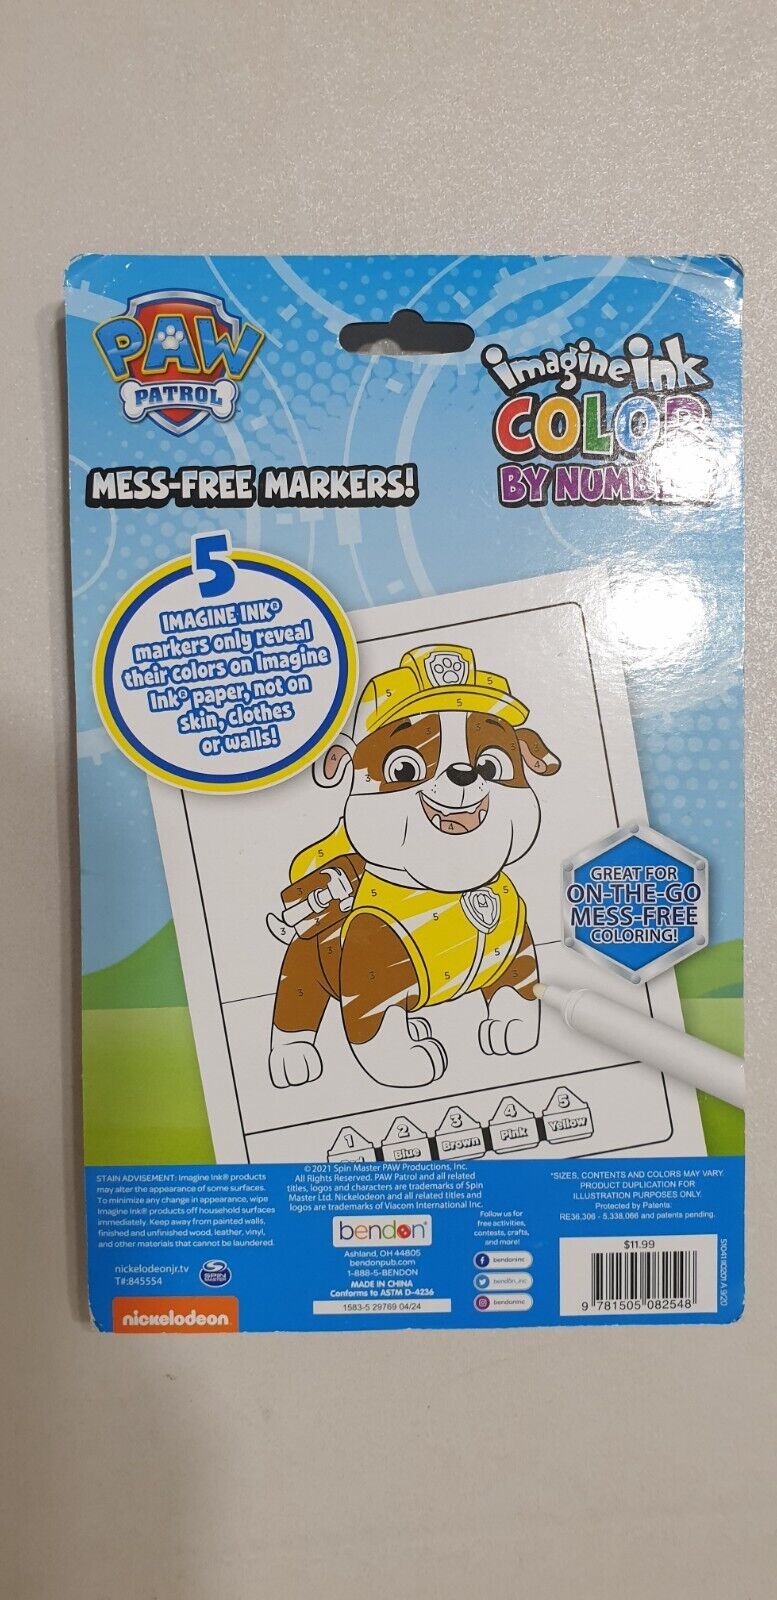 PAW
PATROL
imagine ink
COLOR
BY NUMBER
MESS-FREE MARKERS!
5
IMAGINE INK®
markers only reveal
their colors on Imagine
Ink® paper, not on
skin, clothes
or walls!
GREAT FOR
ON-THE-GO
MESS-FREE
COLORING!
1
2
Blue
3
Brown
4
Pink
5
Yellow
STAIN ADVISEMENT: Imagine Ink® products
may alter the appearance of some surfaces.
To minimize any change in appearance, wipe
Imagine Ink® products off household surfaces
immediately. Keep away from painted walls,
finished and unfinished wood, leather, vinyl,
and other materials that cannot be laundered.
nickelodeonjr.tv
T#:845554
SPIN
MASTER
nickelodeon
©2021 Spin Master PAW Productions, Inc.
All Rights Reserved. PAW Patrol and all related
titles, logos and characters are trademarks of Spin
Master Ltd. Nickelodeon and all related titles and
logos are trademarks of Viacom International Inc.
bendon®
Ashland, OH 44805
bendonpub.com
1-888-5-BENDON
MADE IN CHINA
Conforms to ASTM D-4236
1583-5 29769 04/24
Follow us for
free activities,
contests, crafts,
and more!
bendoninc
bendon_inc
bendoninc
*SIZES, CONTENTS AND COLORS MAY VARY.
PRODUCT DUPLICATION FOR
ILLUSTRATION PURPOSES ONLY.
Protected by Patents:
RE36,306 - 5,338,066 and patents pending.
$11.99
9 781505 082548